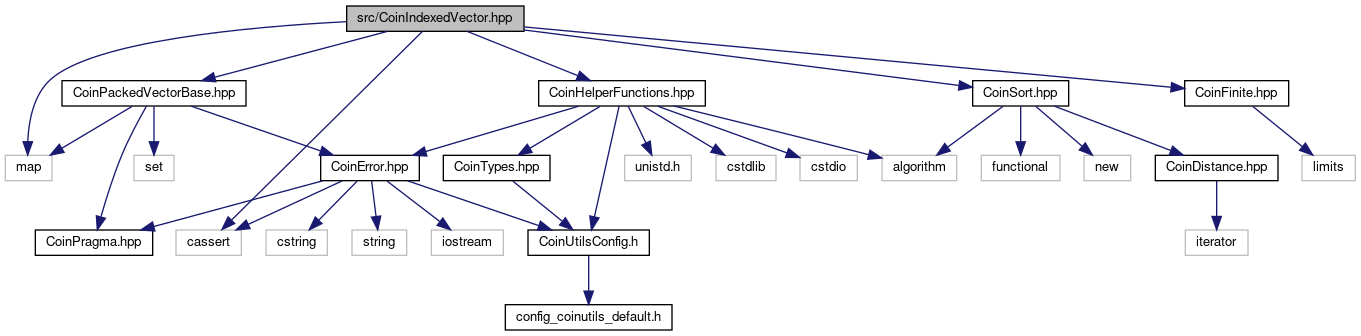 src/CoinIndexedVector.hpp
CoinPackedVectorBase.hpp
CoinHelperFunctions.hpp
CoinSort.hpp
CoinFinite.hpp
map
set
CoinError.hpp
CoinTypes.hpp
unistd.h
cstdlib
cstdio
algorithm
functional
new
CoinDistance.hpp
limits
CoinPragma.hpp
cassert
cstring
string
iostream
CoinUtilsConfig.h
iterator
config_coinutils_default.h